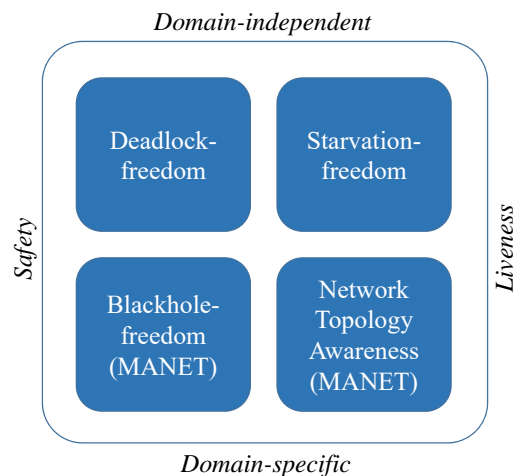 Domain-independent
Deadlock-
freedom
Starvation-
freedom
Safety
Liveness
Blackhole-
freedom
(MANET)
Network
Topology
Awareness
(MANET)
Domain-specific